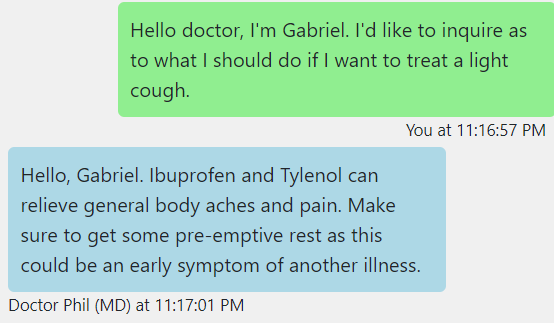 Hello doctor, I'm Gabriel. I'd like to inquire as
to what I should do if I want to treat a light
cough.
You at 11:16:57 PM
Hello, Gabriel. Ibuprofen and Tylenol can
relieve general body aches and pain. Make
sure to get some pre-emptive rest as this
could be an early symptom of another illness.
Doctor Phil (MD) at 11:17:01 PM